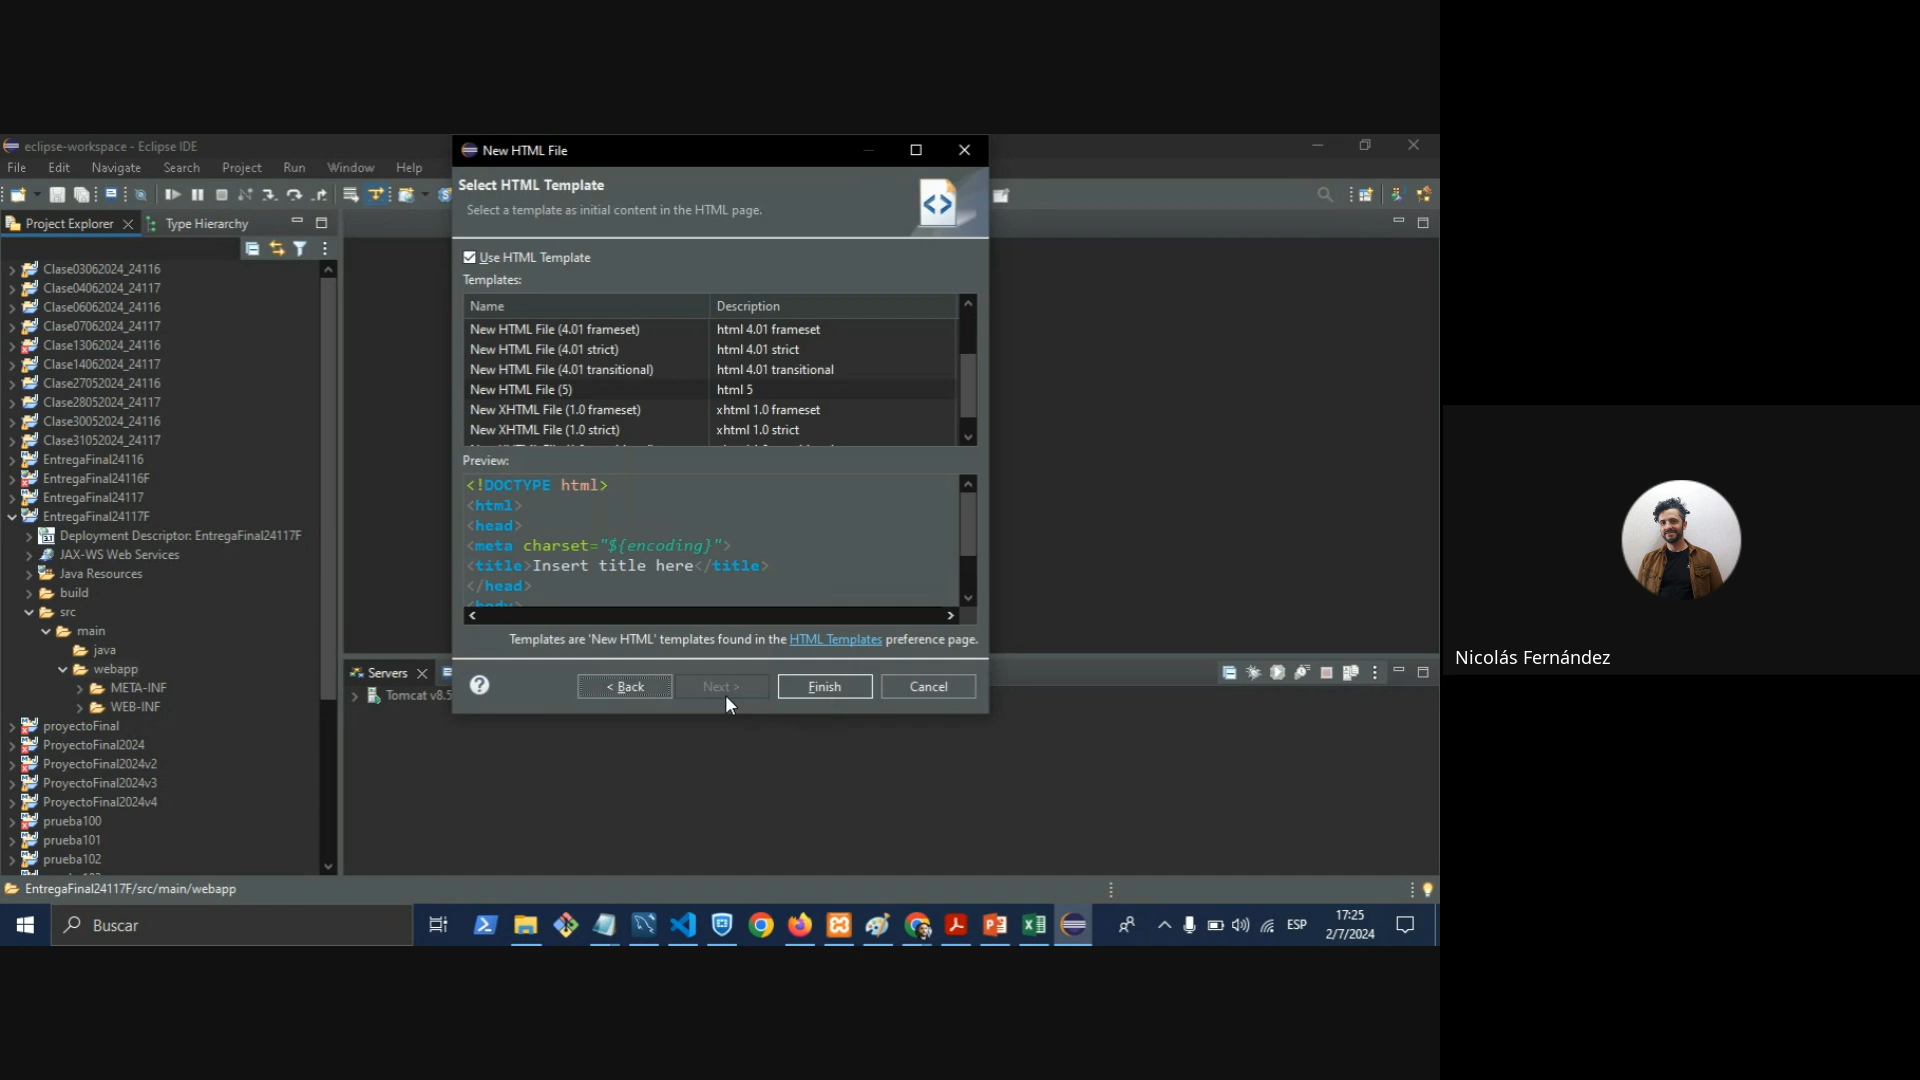 eclipse-workspace - Eclipse IDE
File Edit Navigate Search Project Run Window Help
Project Explorer Type Hierarchy
Clase03062024_24116
Clase04062024_24117
Clase06062024_24116
Clase07062024_24117
Clase13062024_24116
Clase14062024_24117
Clase27052024_24116
Clase28052024_24117
Clase30052024_24116
Clase31052024_24117
EntregaFinal24116
EntregaFinal24116F
EntregaFinal24117
EntregaFinal24117F
Deployment Descriptor: EntregaFinal24117F
JAX-WS Web Services
Java Resources
build
src
main
java
webapp
META-INF
WEB-INF
proyectoFinal
ProyectoFinal2024
ProyectoFinal2024v2
ProyectoFinal2024v3
ProyectoFinal2024v4
prueba100
prueba101
prueba102
New HTML File
Select HTML Template
Select a template as initial content in the HTML page.
Use HTML Template
Templates:
Name Description
New HTML File (4.01 frameset) html 4.01 frameset
New HTML File (4.01 strict) html 4.01 strict
New HTML File (4.01 transitional) html 4.01 transitional
New HTML File (5) html 5
New XHTML File (1.0 frameset) xhtml 1.0 frameset
New XHTML File (1.0 strict) xhtml 1.0 strict
Preview:
<!DOCTYPE html>
<html>
<head>
<meta charset="${encoding}">
<title>Insert title here</title>
</head>
<body>
Templates are 'New HTML' templates found in the HTML Templates preference page.
< Back Next > Finish Cancel
Servers
Tomcat v8.5
EntregaFinal24117F/src/main/webapp
Buscar
ESP
17:25
2/7/2024
Nicolás Fernández